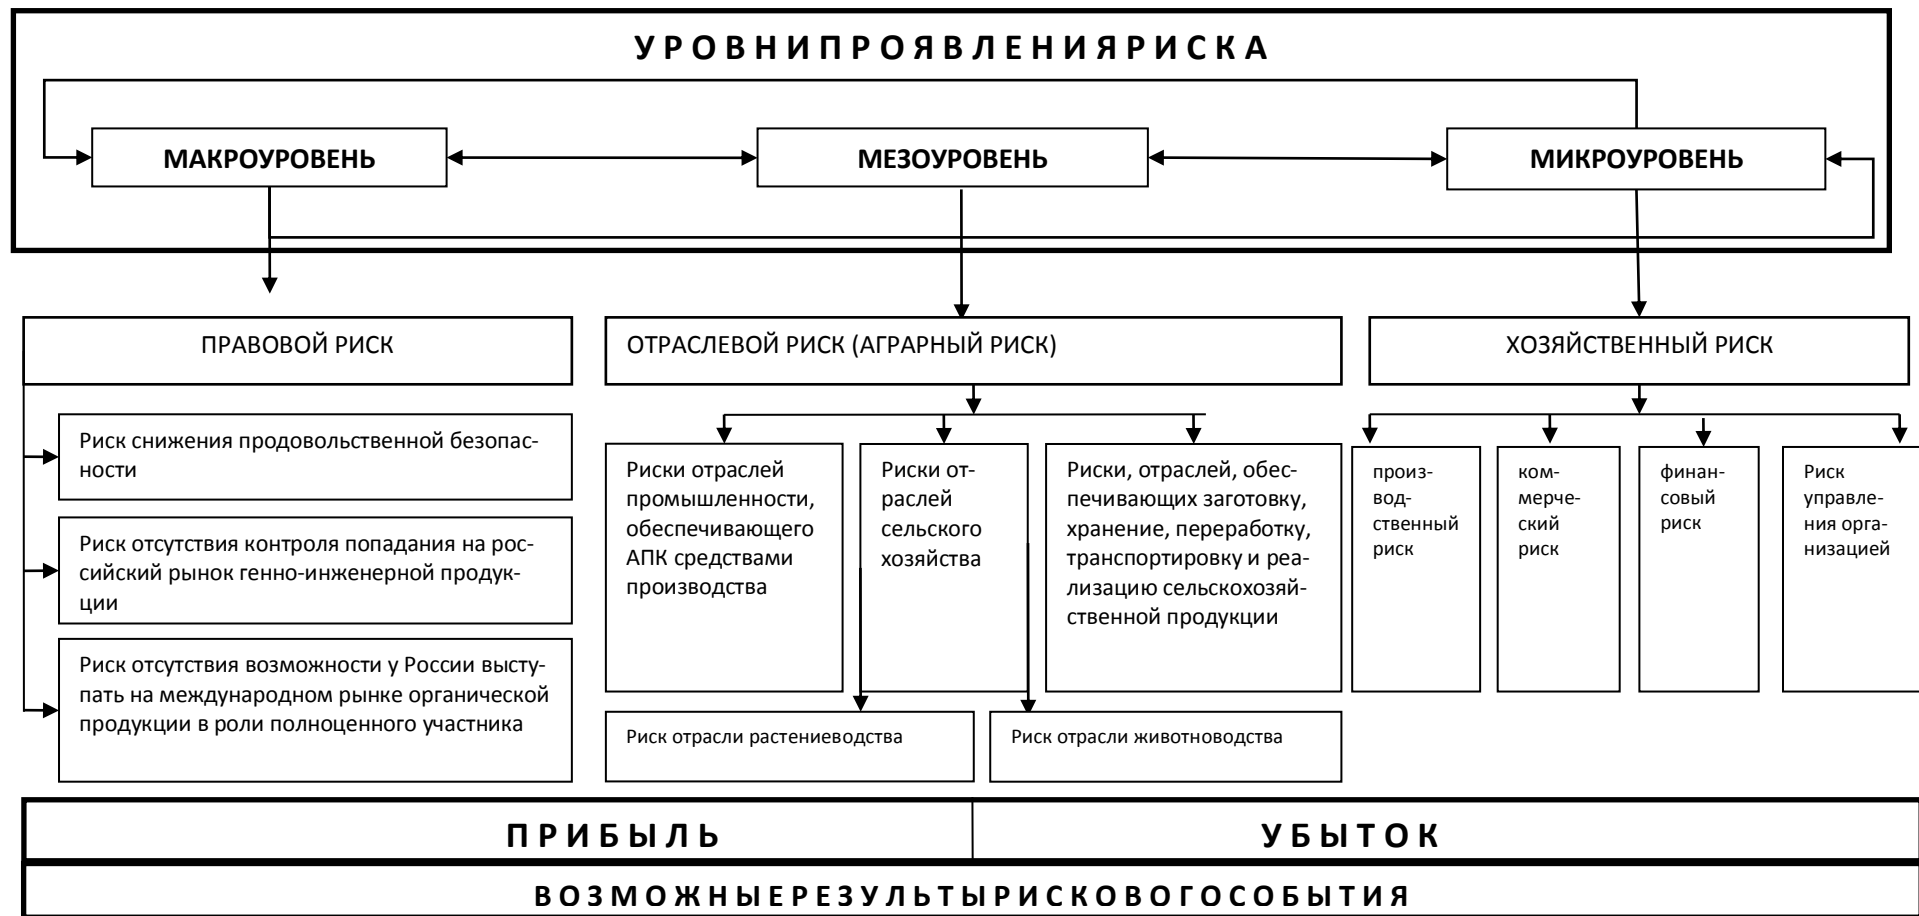 У Р О В Н И П Р О Я В Л Е Н И Я Р И С К А
МАКРОУРОВЕНЬ
МЕЗОУРОВЕНЬ
МИКРОУРОВЕНЬ
ПРАВОВОЙ РИСК
Риск снижения продовольственной безопас-
ности
Риск отсутствия контроля попадания на рос-
сийский рынок генно-инженерной продук-
ции
Риск отсутствия возможности у России высту-
пать на международном рынке органической
продукции в роли полноценного участника
ОТРАСЛЕВОЙ РИСК (АГРАРНЫЙ РИСК)
Риски отраслей
промышленности,
обеспечивающего
АПК средствами
производства
Риски от-
раслей
сельского
хозяйства
Риски, отраслей, обес-
печивающих заготовку,
хранение, переработку,
транспортировку и реа-
лизацию сельскохозяй-
ственной продукции
Риск отрасли растениеводства
Риск отрасли животноводства
ХОЗЯЙСТВЕННЫЙ РИСК
произ-
вод-
ственный
риск
ком-
мерче-
ский
риск
финан-
совый
риск
Риск
управле-
ния орга-
низацией
П Р И Б Ы Л Ь
У Б Ы Т О К
В О З М О Ж Н Ы Е Р Е З У Л Ь Т Ы Р И С К О В О Г О С О Б Ы Т И Я